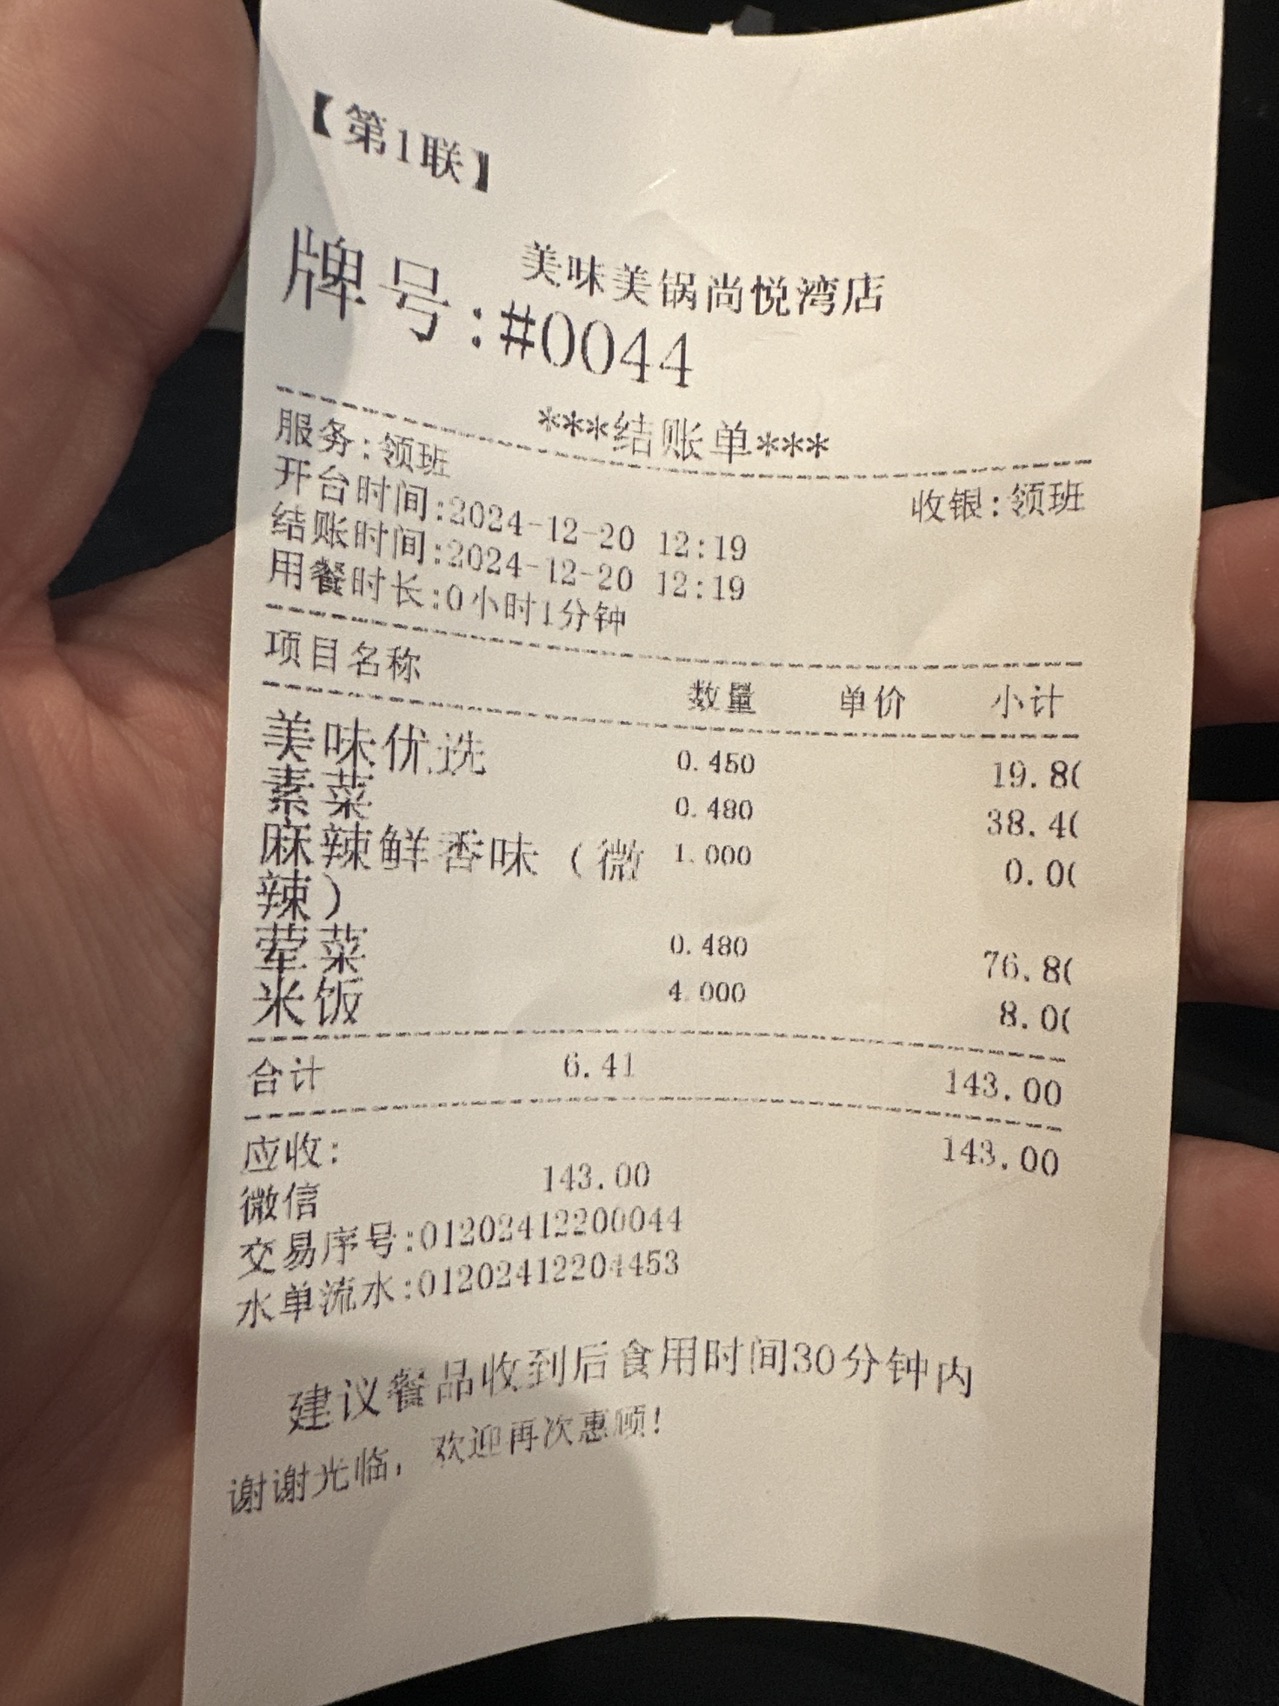 【第1联】
美味美锅尚悦湾店
牌号:#0044
***结账单***
服务:领班 收银:领班
开台时间:2024-12-20 12:19
结账时间:2024-12-20 12:19
用餐时长:0小时1分钟
项目名称 数量 单价 小计
美味优选 0.450 19.8(
素菜 0.480 38.4(
麻辣鲜香味（微 1.000 0.0(
辣）
荤菜 0.480 76.8(
米饭 4.000 8.0(
合计 6.41 143.00
应收: 143.00
微信 143.00
交易序号:01202412200044
水单流水:01202412204453
建议餐品收到后食用时间30分钟内
谢谢光临，欢迎再次惠顾!